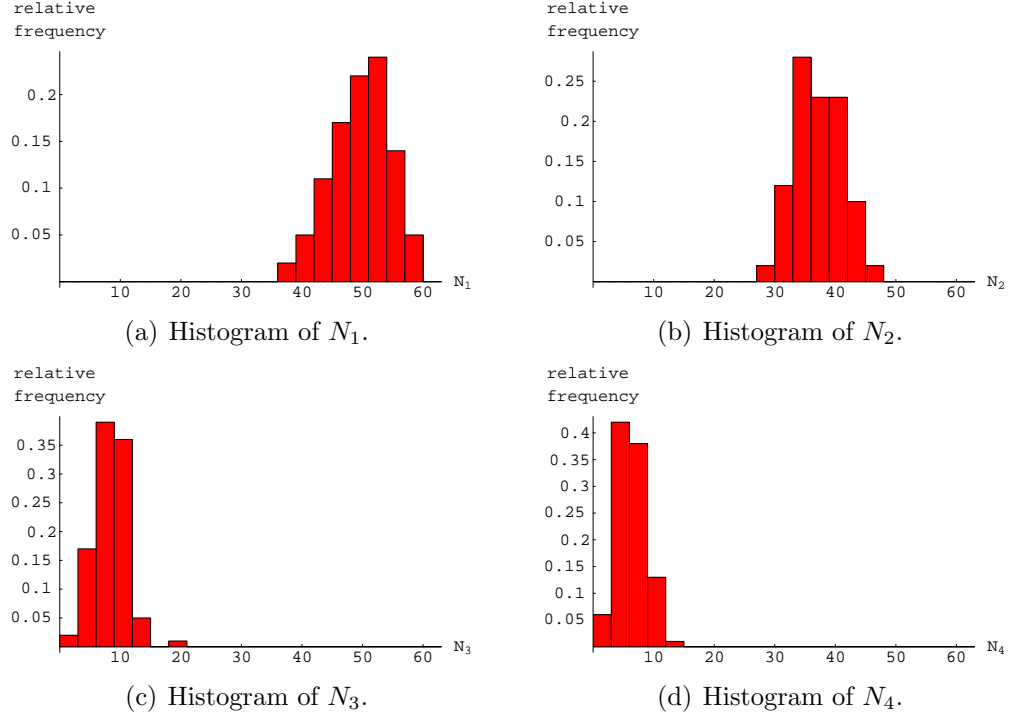 relative
frequency
0.2
0.15
0.1
0.05
10 20 30 40 50 60 N₁
(a) Histogram of N₁.
relative
frequency
0.25
0.2
0.15
0.1
0.05
10 20 30 40 50 60 N₂
(b) Histogram of N₂.
relative
frequency
0.35
0.3
0.25
0.2
0.15
0.1
0.05
10 20 30 40 50 60 N₃
(c) Histogram of N₃.
relative
frequency
0.4
0.35
0.3
0.25
0.2
0.15
0.1
0.05
10 20 30 40 50 60 N₄
(d) Histogram of N₄.